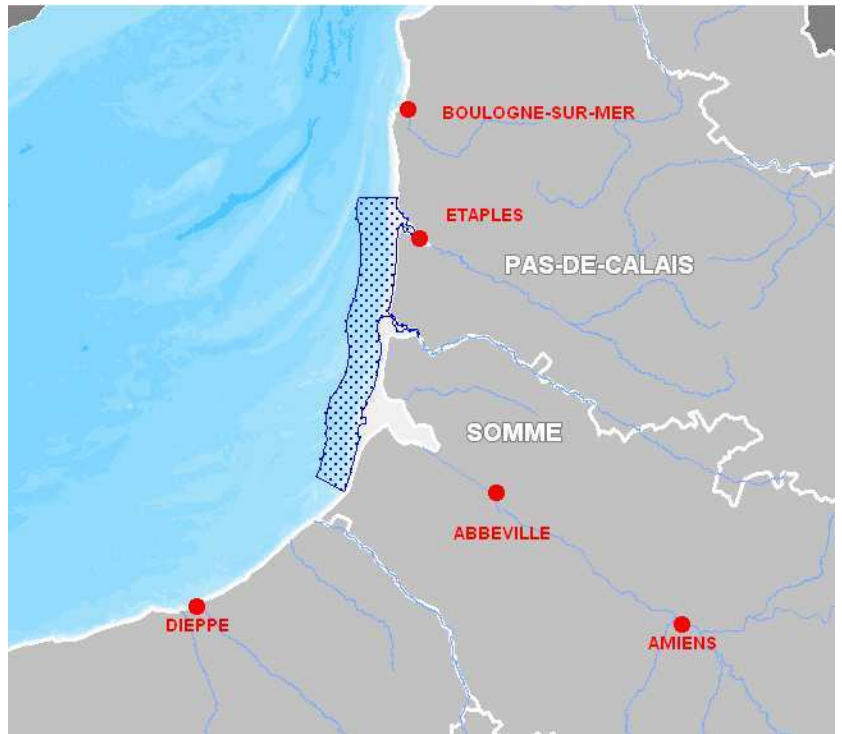 BOULOGNE-SUR-MER
ETAPLES
PAS-DE-CALAIS
SOMME
ABBEVILLE
DIEPPE
AMIENS